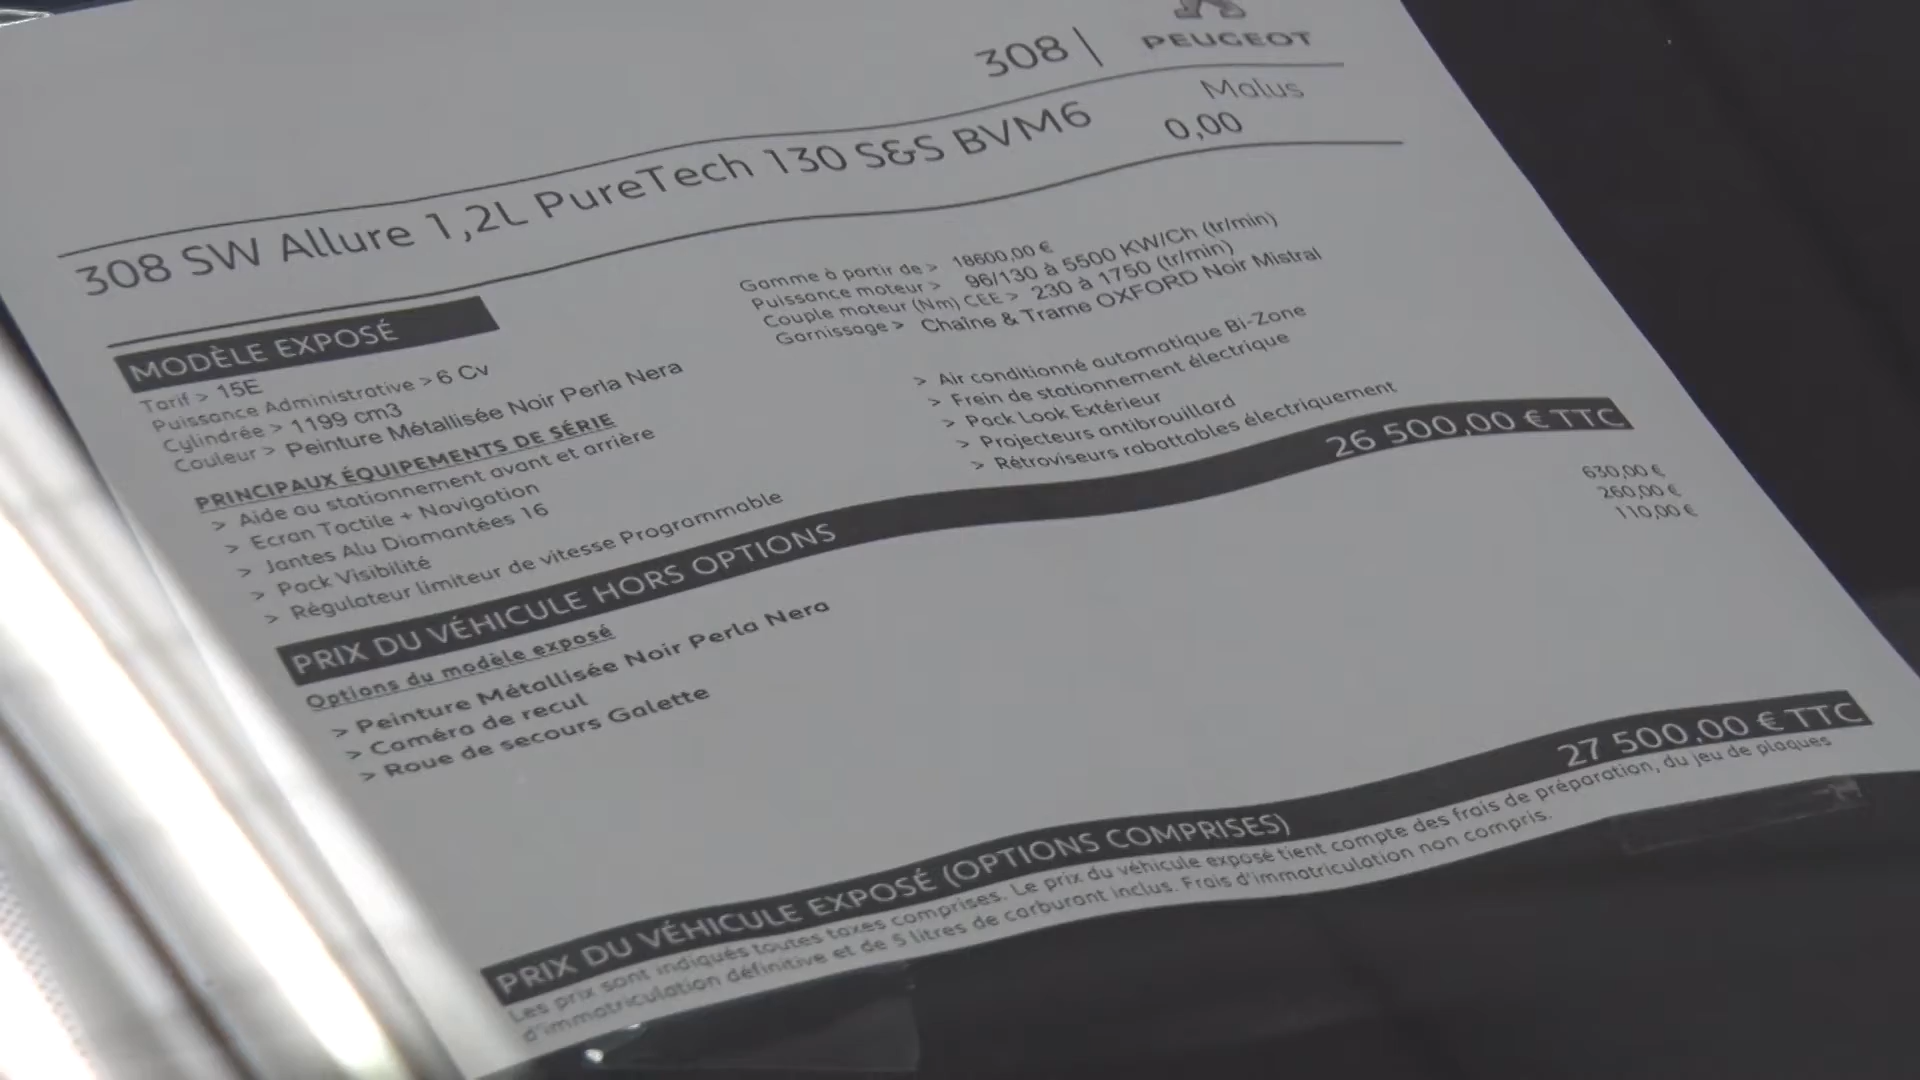 308 | PEUGEOT
308 SW Allure 1,2L PureTech 130 S&S BVM6
Malus
0,00
MODÈLE EXPOSÉ
Tarif > 15E
Puissance Administrative > 6 Cv
Cylindrée > 1199 cm3
Couleur > Peinture Métallisée Noir Perla Nera
Gamme à partir de > 18600,00 €
Puissance moteur > 96/130 à 5500 KW/Ch (tr/min)
Couple moteur (Nm) CEE > 230 à 1750 (tr/min)
Garnissage > Chaîne & Trame OXFORD Noir Mistral
PRINCIPAUX ÉQUIPEMENTS DE SÉRIE
> Aide au stationnement avant et arrière
> Ecran Tactile + Navigation
> Jantes Alu Diamantées 16
> Pack Visibilité
> Régulateur limiteur de vitesse Programmable
> Air conditionné automatique Bi-Zone
> Frein de stationnement électrique
> Pack Look Extérieur
> Projecteurs antibrouillard
> Rétroviseurs rabattables électriquement
PRIX DU VÉHICULE HORS OPTIONS 26 500,00 € TTC
Options du modèle exposé
> Peinture Métallisée Noir Perla Nera 630,00 €
> Caméra de recul 260,00 €
> Roue de secours Galette 110,00 €
PRIX DU VÉHICULE EXPOSÉ (OPTIONS COMPRISES) 27 500,00 € TTC
Les prix sont indiqués toutes taxes comprises. Le prix du véhicule exposé tient compte des frais de préparation, du jeu de plaques
d'immatriculation définitive et de 5 litres de carburant inclus. Frais d'immatriculation non compris.